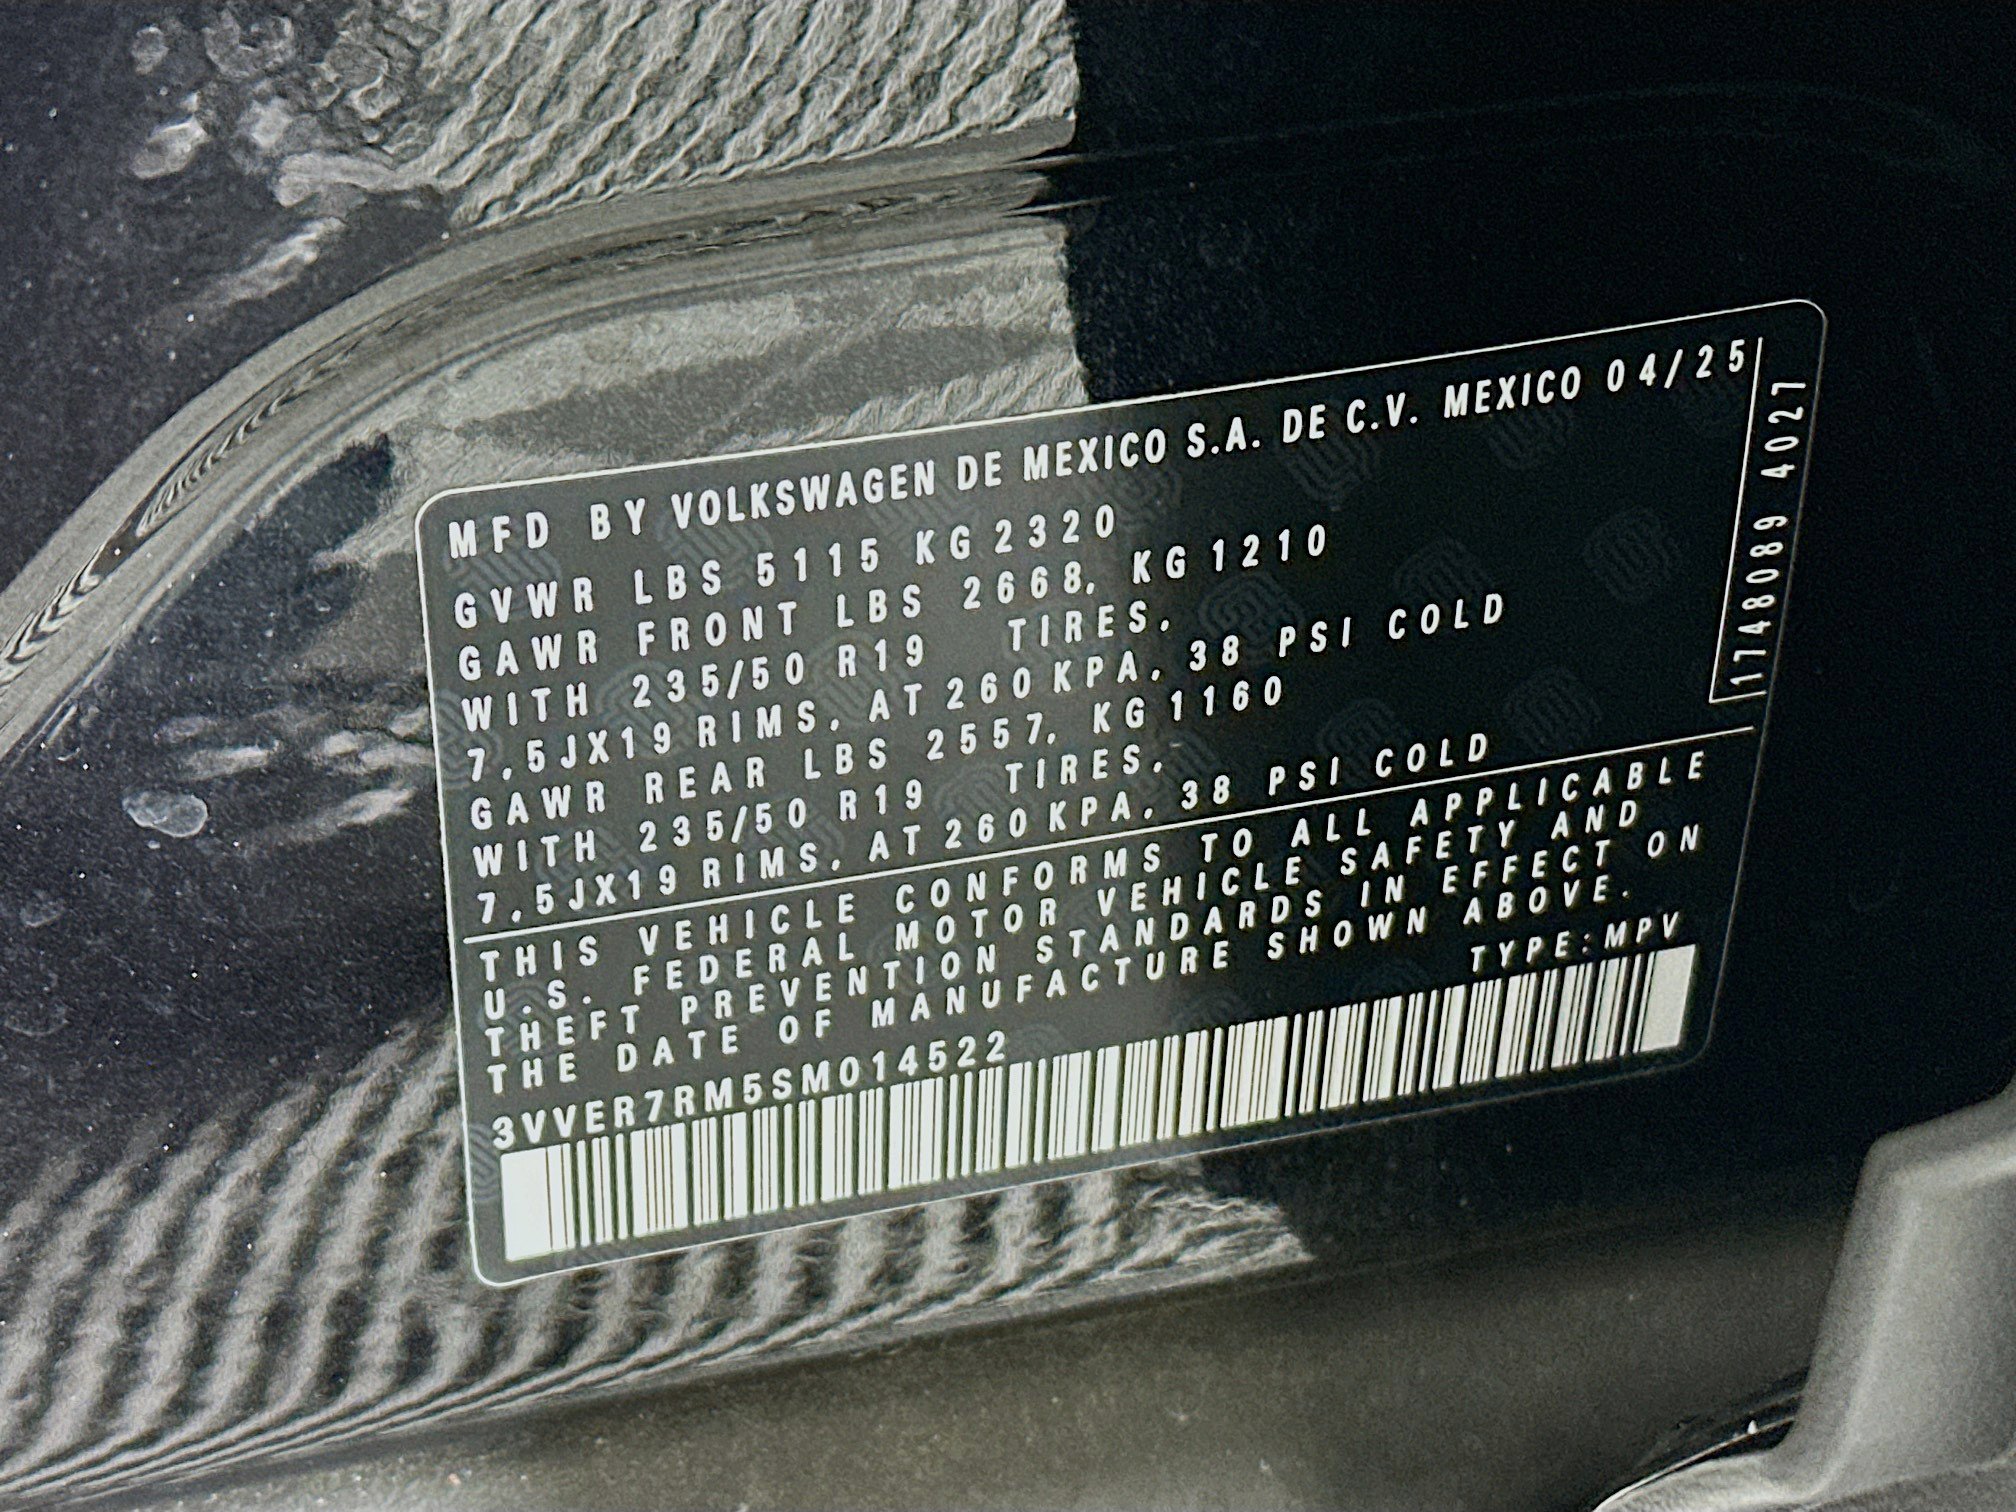 MFD BY VOLKSWAGEN DE MEXICO S.A. DE C.V. MEXICO 04/25
GVWR LBS 5115 KG 2320
GAWR FRONT LBS 2668, KG 1210
WITH 235/50 R19 TIRES,
7,5JX19 RIMS, AT 260 KPA, 38 PSI COLD
GAWR REAR LBS 2557, KG 1160
WITH 235/50 R19 TIRES,
7,5JX19 RIMS, AT 260 KPA, 38 PSI COLD
1748089 4027
THIS VEHICLE CONFORMS TO ALL APPLICABLE
U.S. FEDERAL MOTOR VEHICLE SAFETY AND
THEFT PREVENTION STANDARDS IN EFFECT ON
THE DATE OF MANUFACTURE SHOWN ABOVE.
TYPE:MPV
3VVER7RM5SM014522